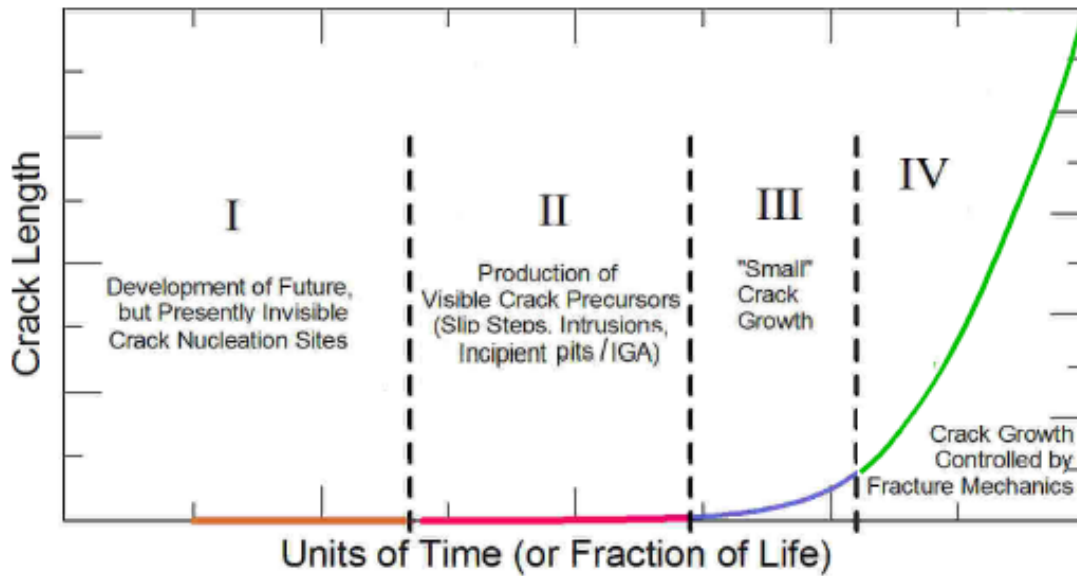 Crack Length
I
Development of Future,
but Presently Invisible
Crack Nucleation Sites
II
Production of
Visible Crack Precursors
(Slip Steps, Intrusions,
Incipient pits / IGA)
III
"Small"
Crack
Growth
IV
Crack Growth
Controlled by
Fracture Mechanics
Units of Time (or Fraction of Life)